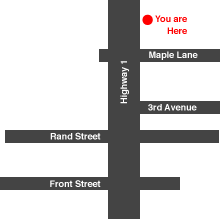 You are
Here
Maple Lane
Highway 1
3rd Avenue
Rand Street
Front Street